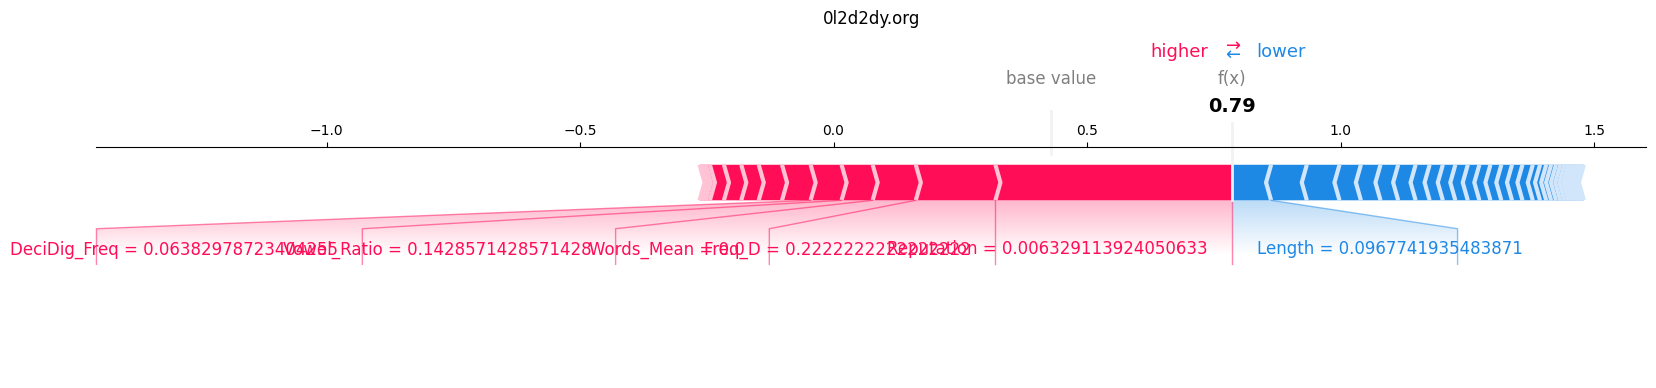 0l2d2dy.org
higher ⇄ lower
base value f(x)
0.79
−1.0 −0.5 0.0 0.5 1.0 1.5
DeciDig_Freq = 0.06382978723404255 Vowel_Ratio = 0.1428571428571428 Words_Mean = 0.0 Freq_D = 0.2222222222222222 Reputation = 0.006329113924050633 Length = 0.0967741935483871